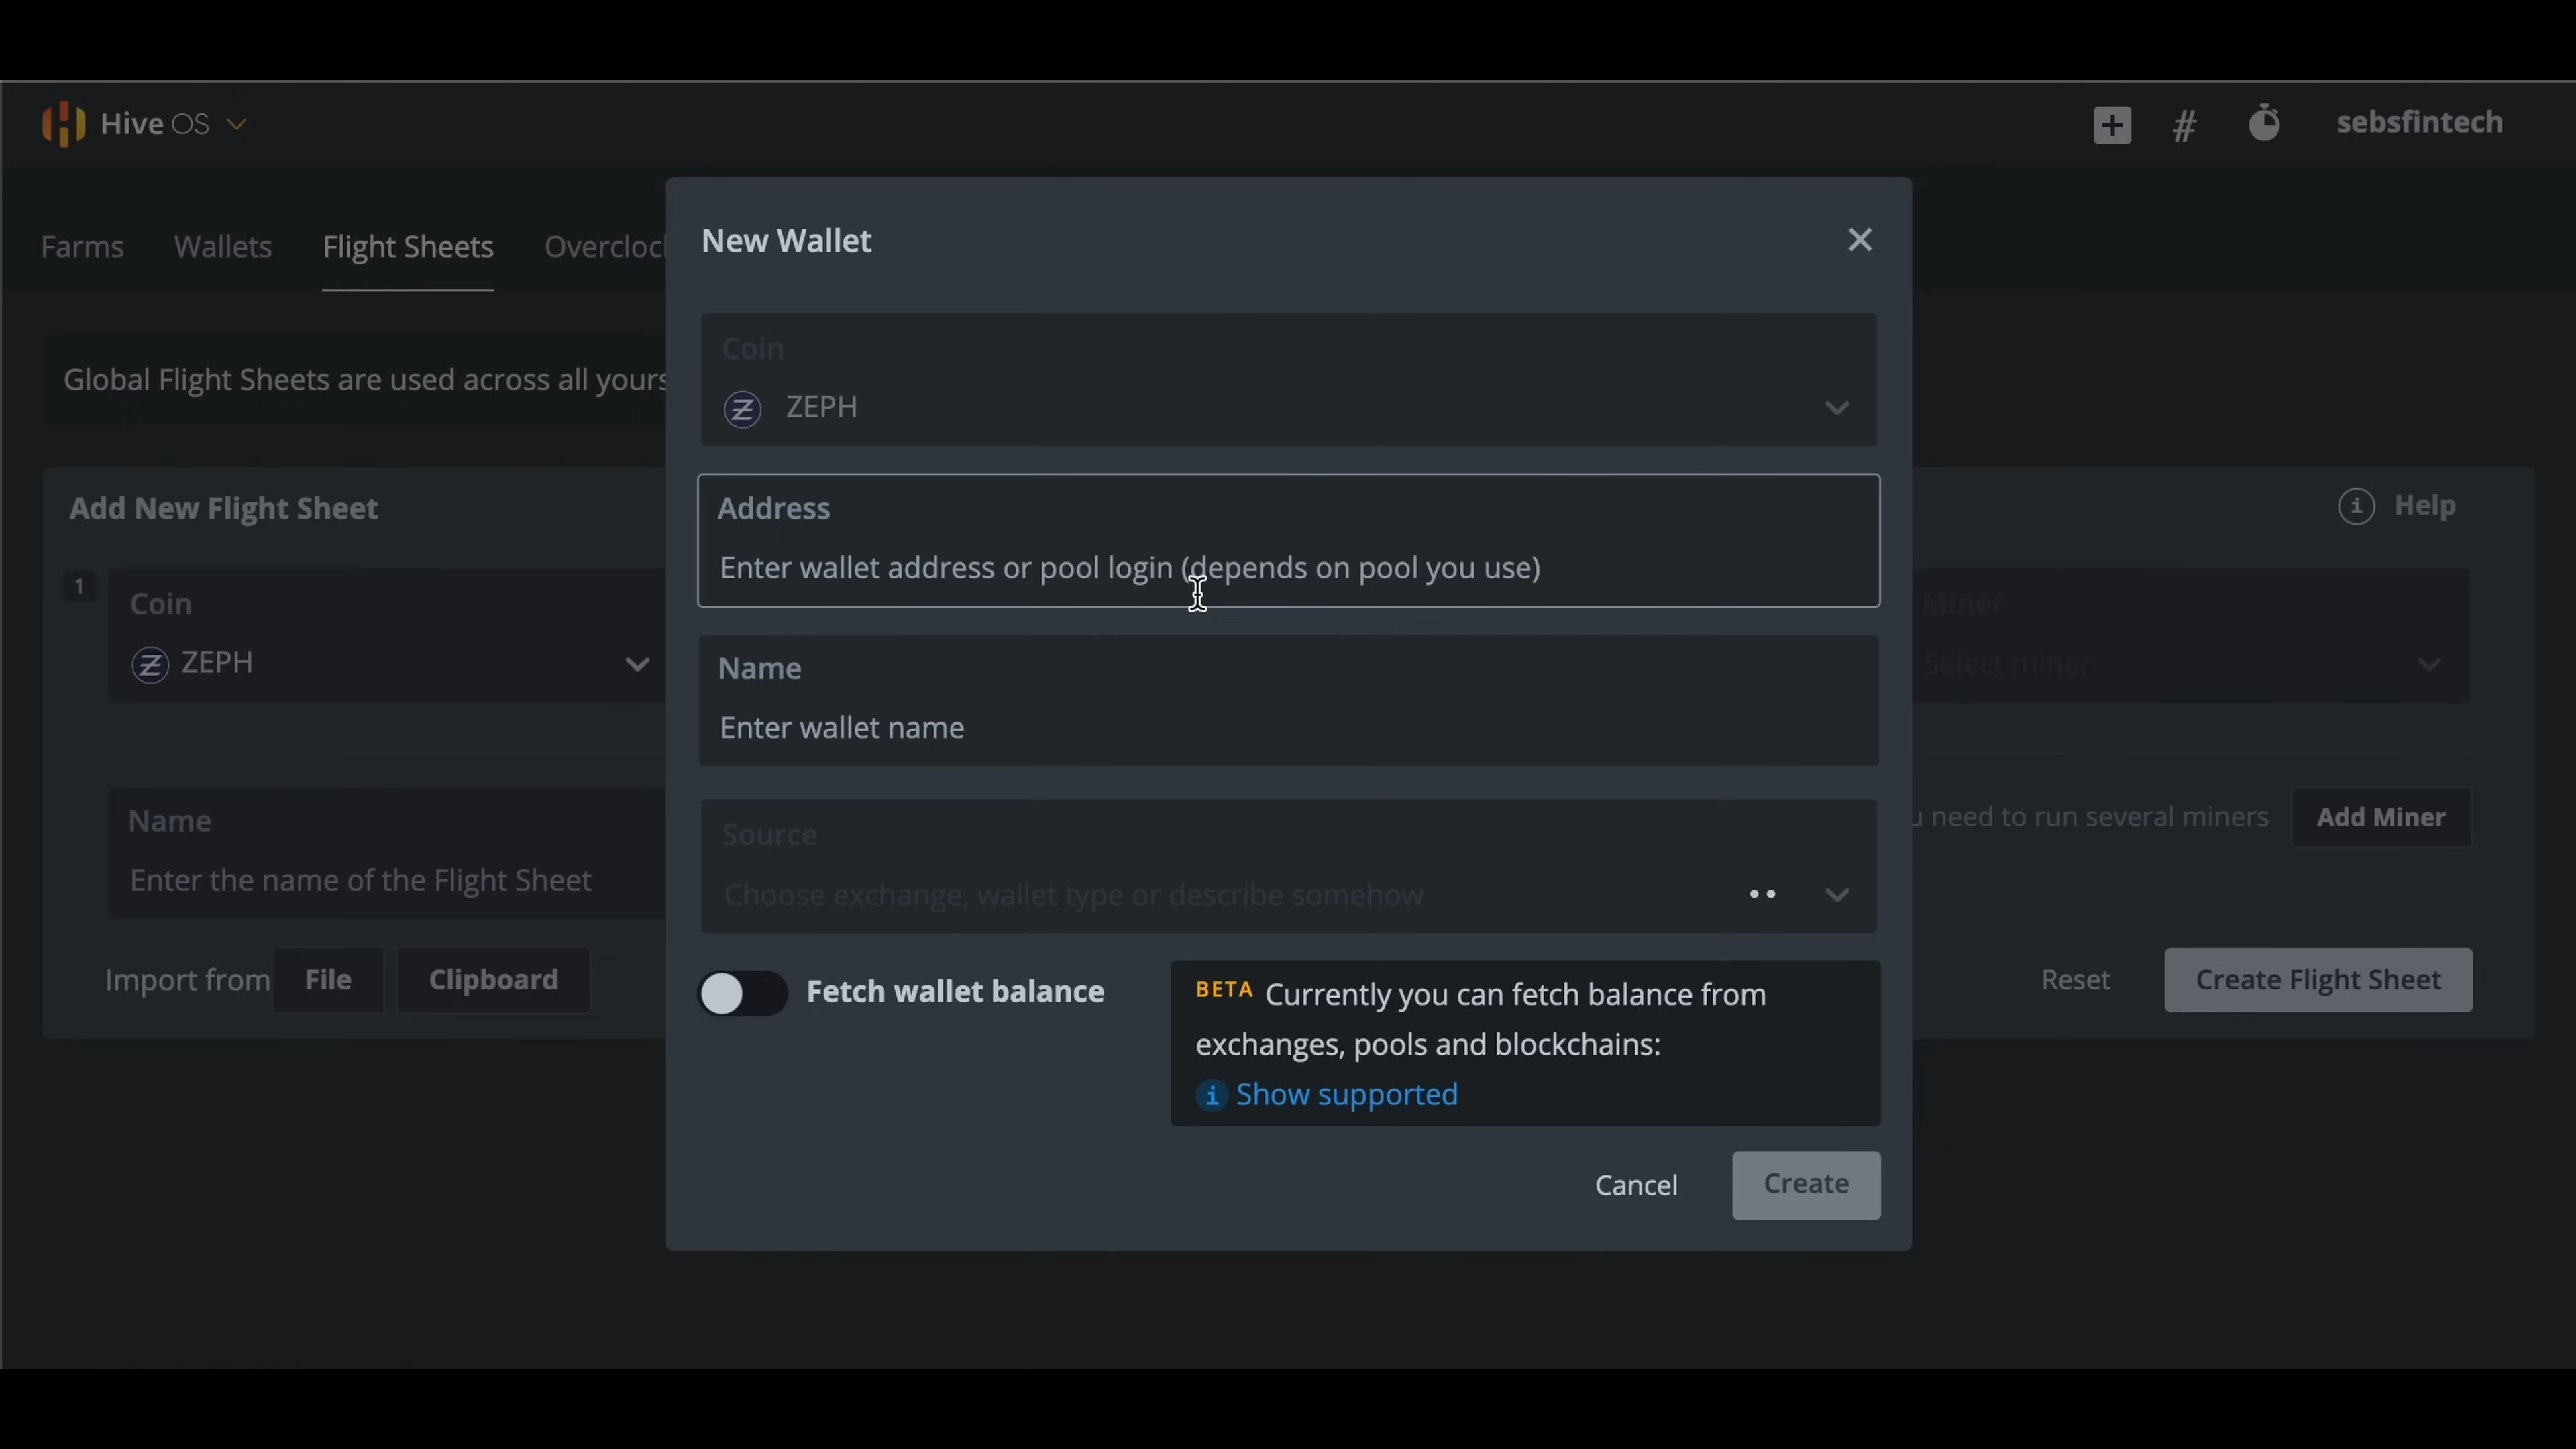 Hive OS
# sebsfintech
Farms Wallets Flight Sheets Overcloc
Global Flight Sheets are used across all yours
New Wallet
Coin
ZEPH
Address
Enter wallet address or pool login (depends on pool you use)
Name
Enter wallet name
Source
Choose exchange, wallet type or describe somehow
Fetch wallet balance
BETA Currently you can fetch balance from
exchanges, pools and blockchains:
i Show supported
Cancel Create
Add New Flight Sheet
i Help
1
Coin
ZEPH
Miner
Select miner
Name
Enter the name of the Flight Sheet
u need to run several miners Add Miner
Import from File Clipboard
Reset Create Flight Sheet